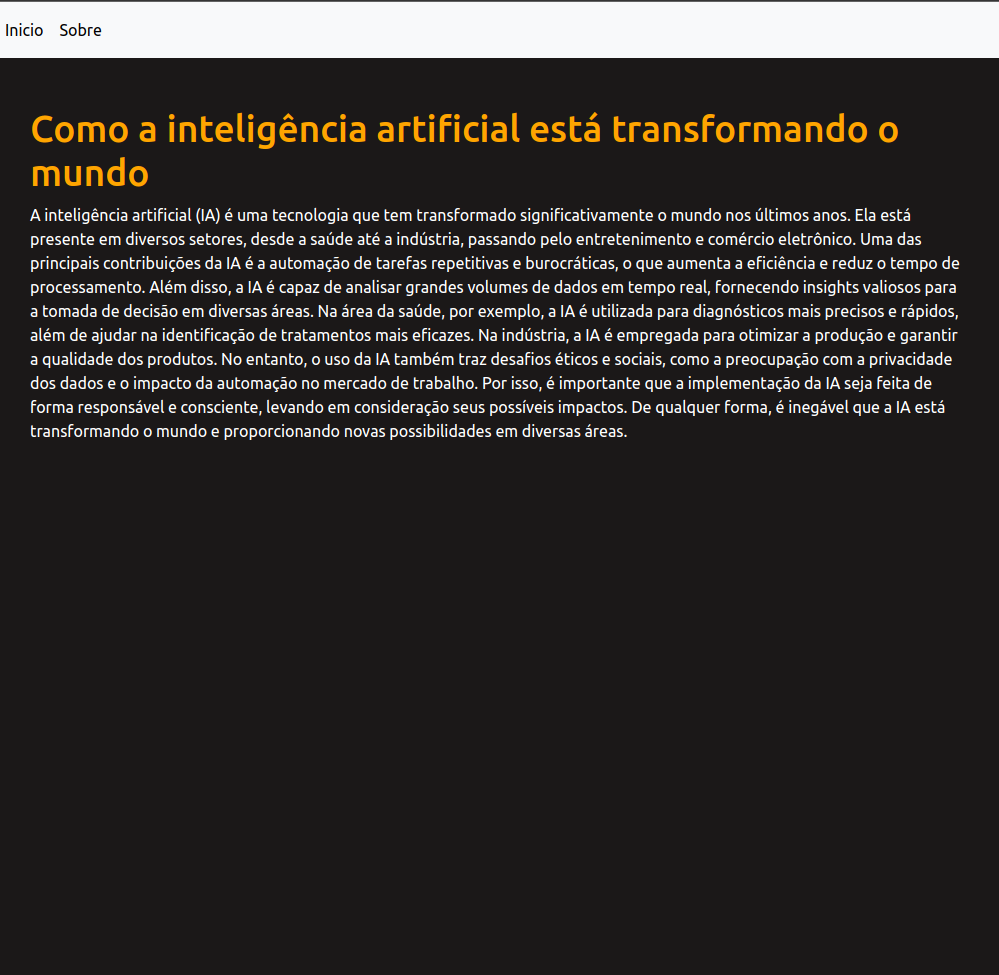 Inicio Sobre
Como a inteligência artificial está transformando o
mundo
A inteligência artificial (IA) é uma tecnologia que tem transformado significativamente o mundo nos últimos anos. Ela está
presente em diversos setores, desde a saúde até a indústria, passando pelo entretenimento e comércio eletrônico. Uma das
principais contribuições da IA é a automação de tarefas repetitivas e burocráticas, o que aumenta a eficiência e reduz o tempo de
processamento. Além disso, a IA é capaz de analisar grandes volumes de dados em tempo real, fornecendo insights valiosos para
a tomada de decisão em diversas áreas. Na área da saúde, por exemplo, a IA é utilizada para diagnósticos mais precisos e rápidos,
além de ajudar na identificação de tratamentos mais eficazes. Na indústria, a IA é empregada para otimizar a produção e garantir
a qualidade dos produtos. No entanto, o uso da IA também traz desafios éticos e sociais, como a preocupação com a privacidade
dos dados e o impacto da automação no mercado de trabalho. Por isso, é importante que a implementação da IA seja feita de
forma responsável e consciente, levando em consideração seus possíveis impactos. De qualquer forma, é inegável que a IA está
transformando o mundo e proporcionando novas possibilidades em diversas áreas.